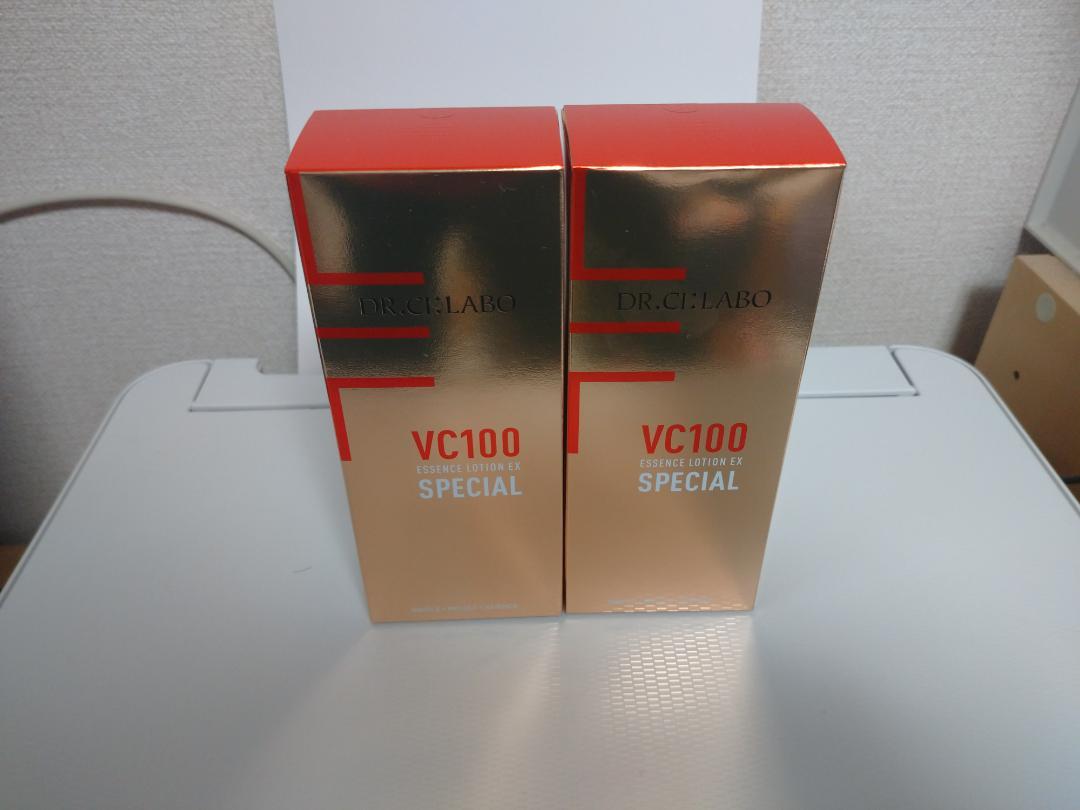 DR.CI:LABO
VC100
ESSENCE LOTION EX
SPECIAL
DR.CI:LABO
VC100
ESSENCE LOTION EX
SPECIAL